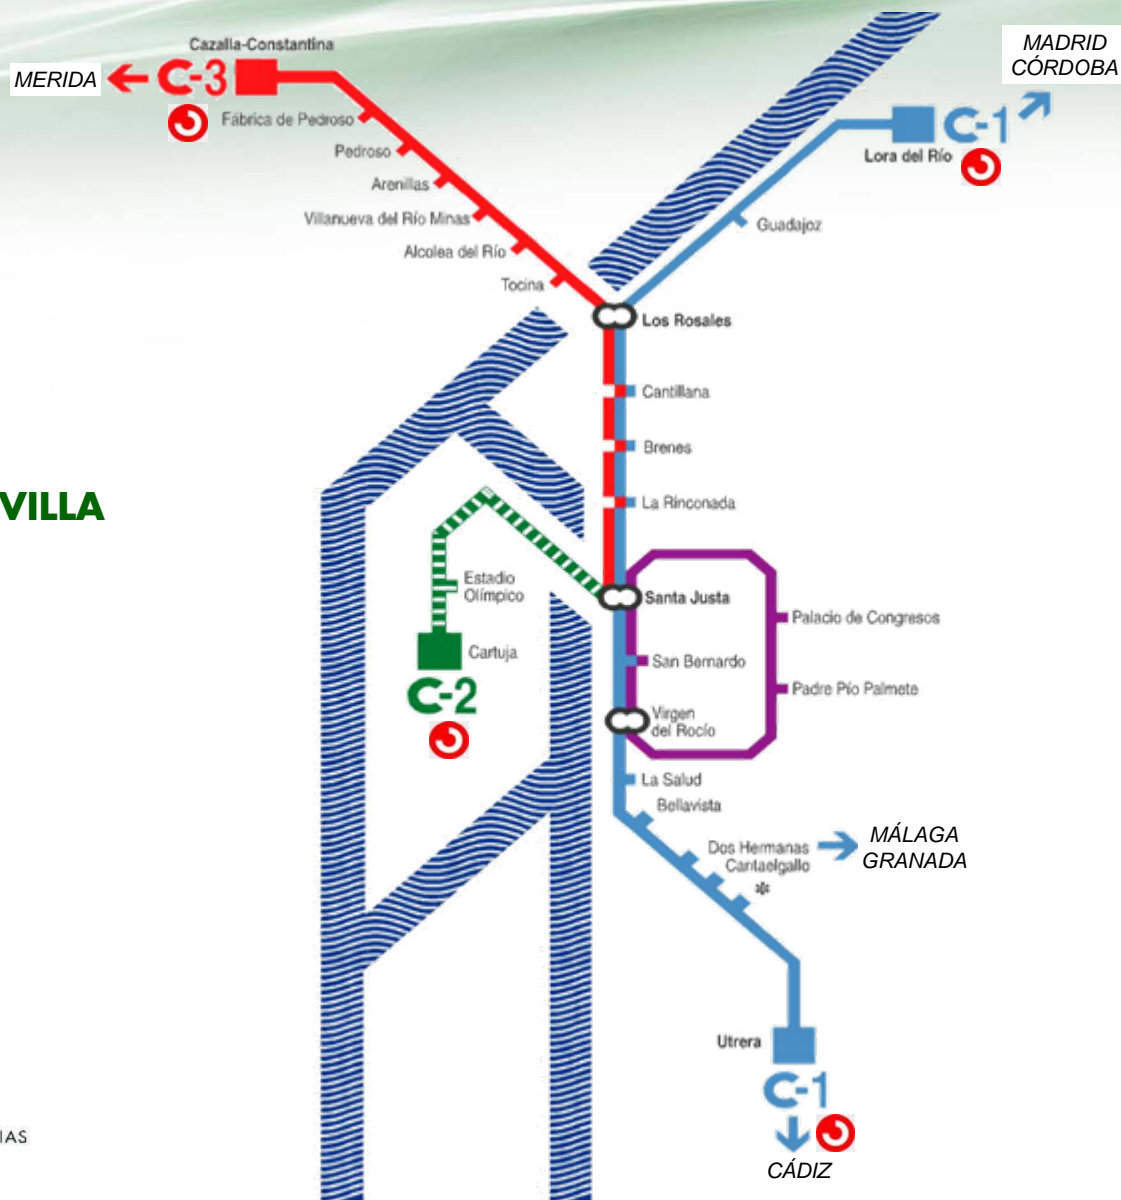 Cazalla-Constantina
MERIDA
C-3
Fábrica de Pedroso
Pedroso
Arenillas
Villanueva del Río Minas
Alcolea del Río
Tocina
MADRID
CÓRDOBA
C-1
Lora del Río
Guadajoz
Los Rosales
Cantillana
Brenes
La Rinconada
VILLA
Estadio
Olímpico
Cartuja
C-2
Santa Justa
Palacio de Congresos
San Bernardo
Padre Pío Palmete
Virgen
del Rocío
La Salud
Bellavista
Dos Hermanas
Cantaelgallo
*
MÁLAGA
GRANADA
Utrera
C-1
CÁDIZ
IAS